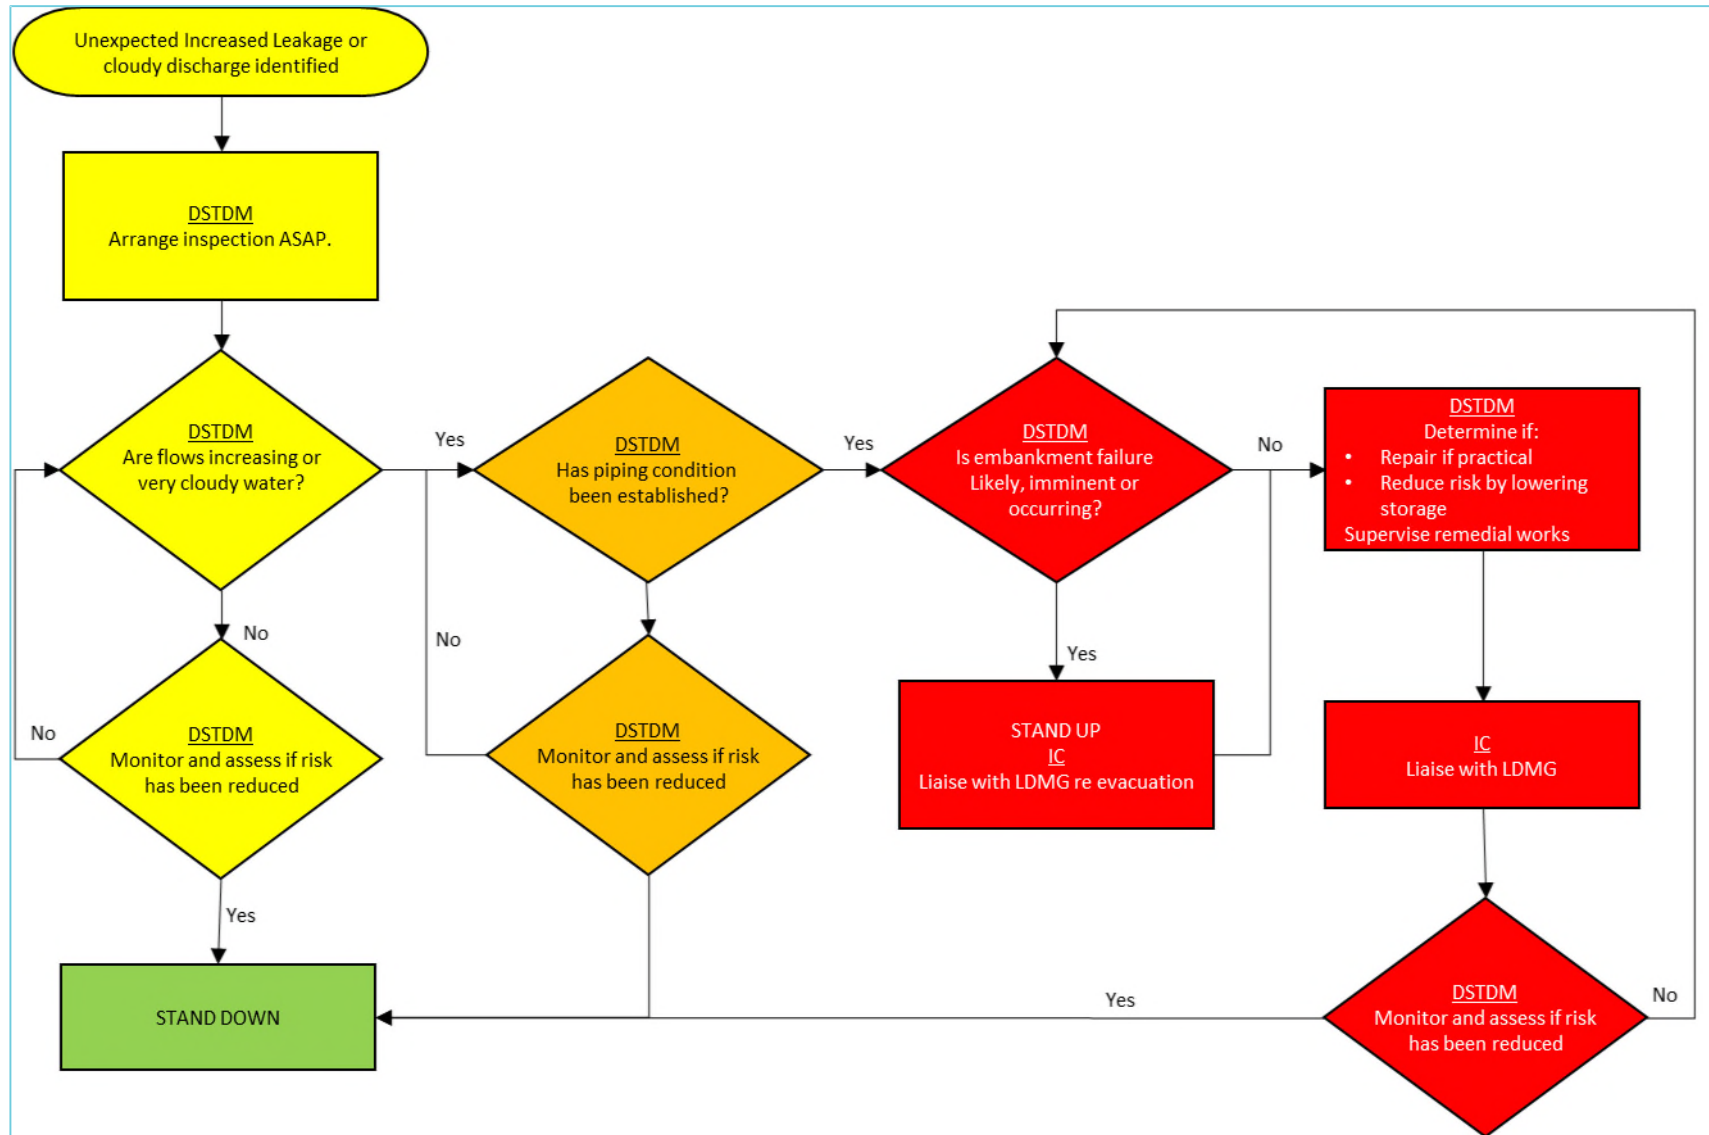 Unexpected Increased Leakage or
cloudy discharge identified
DSTDM
Arrange inspection ASAP.
DSTDM
Are flows increasing or
very cloudy water?
Yes
No
DSTDM
Monitor and assess if risk
has been reduced
No
Yes
STAND DOWN
DSTDM
Has piping condition
been established?
Yes
No
DSTDM
Monitor and assess if risk
has been reduced
DSTDM
Is embankment failure
Likely, imminent or
occurring?
No
Yes
STAND UP
IC
Liaise with LDMG re evacuation
DSTDM
Determine if:
• Repair if practical
• Reduce risk by lowering
storage
Supervise remedial works
IC
Liaise with LDMG
DSTDM
Monitor and assess if risk
has been reduced
No
Yes